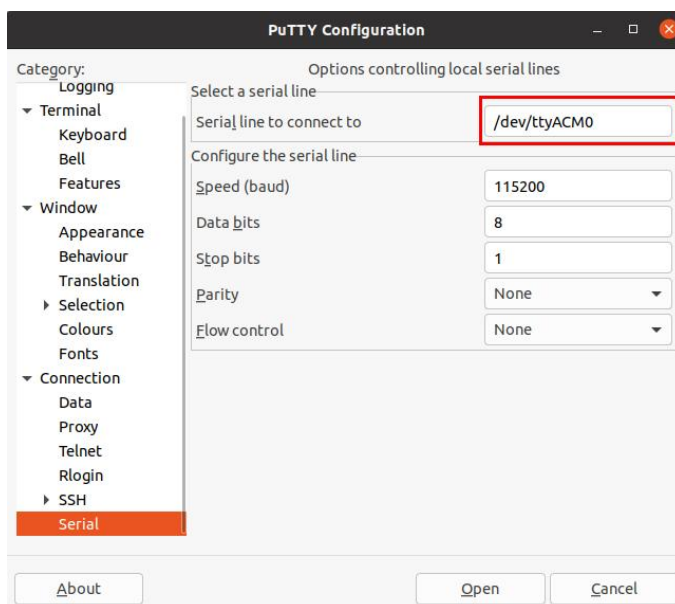 PuTTY Configuration
Category:
Logging
Terminal
Keyboard
Bell
Features
Window
Appearance
Behaviour
Translation
Selection
Colours
Fonts
Connection
Data
Proxy
Telnet
Rlogin
SSH
Serial
Options controlling local serial lines
Select a serial line
Serial line to connect to /dev/ttyACM0
Configure the serial line
Speed (baud) 115200
Data bits 8
Stop bits 1
Parity None
Flow control None
About Open Cancel